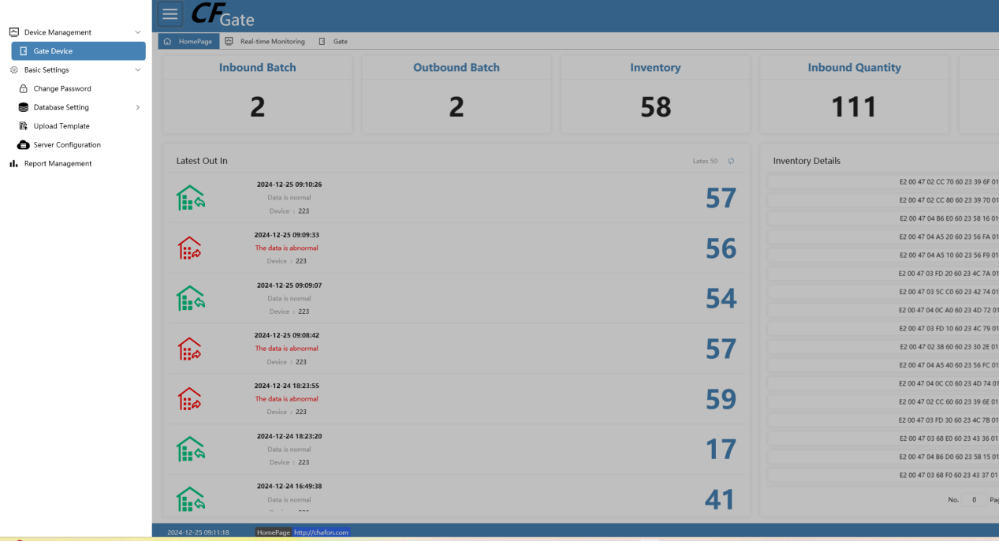 Device Management
Gate Device
Basic Settings
Change Password
Database Setting
Upload Template
Server Configuration
Report Management
CFGate
HomePage Real-time Monitoring Gate
Inbound Batch Outbound Batch Inventory Inbound Quantity
2 2 58 111
Latest Out In Lates 50
2024-12-25 09:10:26
Data is normal
Device : 223
57
2024-12-25 09:09:33
The data is abnormal
Device : 223
56
2024-12-25 09:09:07
Data is normal
Device : 223
54
2024-12-25 09:08:42
The data is abnormal
Device : 223
57
2024-12-24 18:23:55
The data is abnormal
Device : 223
59
2024-12-24 18:23:20
Data is normal
Device : 223
17
2024-12-24 16:49:38
Data is normal
41
Inventory Details
E2 00 47 02 CC 70 60 23 39 6F 01
E2 00 47 02 CC 80 60 23 39 70 01
E2 00 47 04 B6 E0 60 23 58 16 01
E2 00 47 04 A5 20 60 23 56 FA 01
E2 00 47 04 A5 10 60 23 56 F9 01
E2 00 47 03 FD 20 60 23 4C 7A 01
E2 00 47 03 5C C0 60 23 42 74 01
E2 00 47 04 0C A0 60 23 4D 72 01
E2 00 47 03 FD 10 60 23 4C 79 01
E2 00 47 02 38 60 60 23 30 2E 01
E2 00 47 04 A5 40 60 23 56 FC 01
E2 00 47 04 0C C0 60 23 4D 74 01
E2 00 47 02 CC 60 60 23 39 6E 01
E2 00 47 03 FD 30 60 23 4C 7B 01
E2 00 47 03 68 E0 60 23 43 36 01
E2 00 47 04 B6 D0 60 23 58 15 01
E2 00 47 03 68 F0 60 23 43 37 01
No. 0
2024-12-25 09:11:18 HomePage http://chafon.com